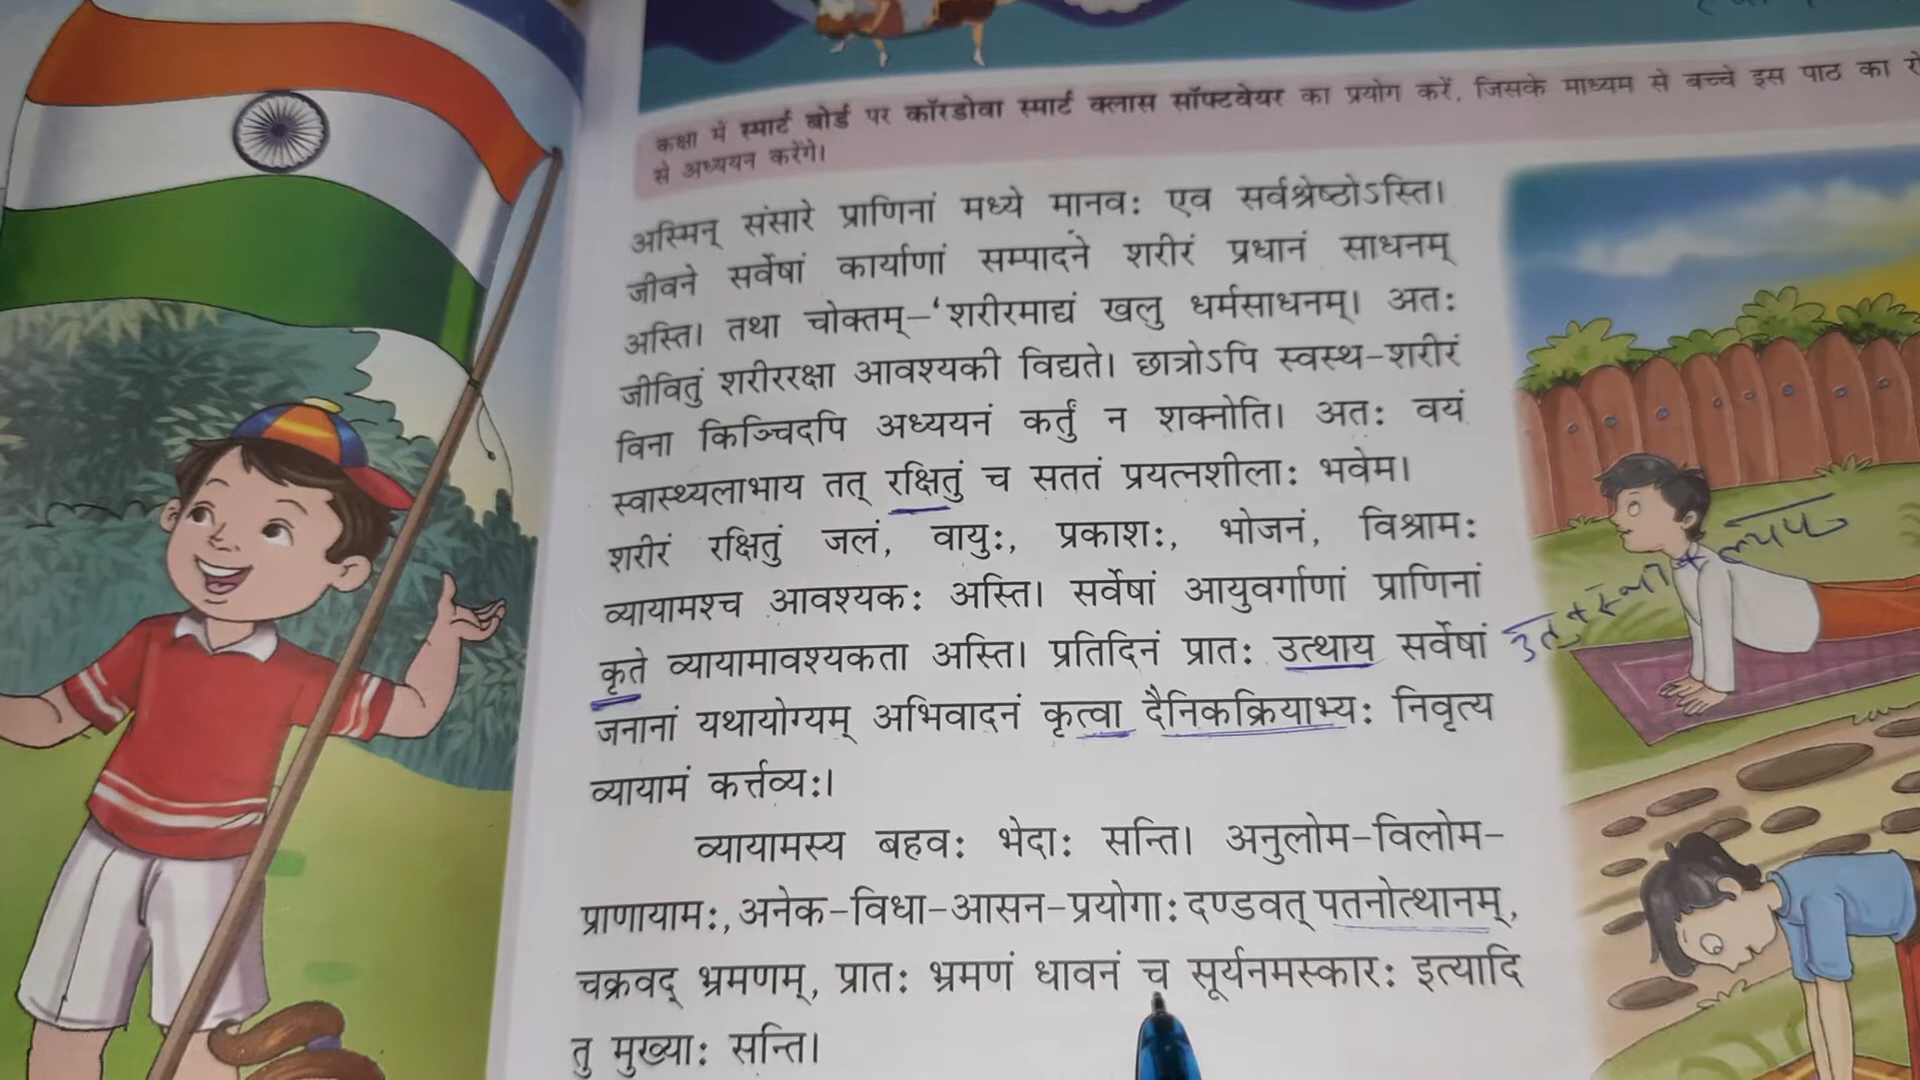 कक्षा में स्मार्ट बोर्ड पर कॉरडोवा स्मार्ट क्लास सॉफ्टवेयर का प्रयोग करें, जिसके माध्यम से बच्चे इस पाठ का
से अध्ययन करेंगे।
अस्मिन् संसारे प्राणिनां मध्ये मानवः एव सर्वश्रेष्ठोऽस्ति।
जीवने सर्वेषां कार्याणां सम्पादने शरीरं प्रधानं साधनम्
अस्ति। तथा चोक्तम्–‘शरीरमाद्यं खलु धर्मसाधनम्। अतः
जीवितुं शरीररक्षा आवश्यकी विद्यते। छात्रोऽपि स्वस्थ-शरीरं
विना किञ्चिदपि अध्ययनं कर्तुं न शक्नोति। अतः वयं
स्वास्थ्यलाभाय तत् रक्षितुं च सततं प्रयत्नशीलाः भवेम।
शरीरं रक्षितुं जलं, वायुः, प्रकाशः, भोजनं, विश्रामः
व्यायामश्च आवश्यकः अस्ति। सर्वेषां आयुवर्गाणां प्राणिनां
कृते व्यायामावश्यकता अस्ति। प्रतिदिनं प्रातः उत्थाय सर्वेषां
जनानां यथायोग्यम् अभिवादनं कृत्वा दैनिकक्रियाभ्यः निवृत्य
व्यायामं कर्त्तव्यः।
व्यायामस्य बहवः भेदाः सन्ति। अनुलोम-विलोम-
प्राणायामः, अनेक-विधा-आसन-प्रयोगाः दण्डवत् पतनोत्थानम्,
चक्रवद् भ्रमणम्, प्रातः भ्रमणं धावनं च सूर्यनमस्कारः इत्यादि
तु मुख्याः सन्ति।